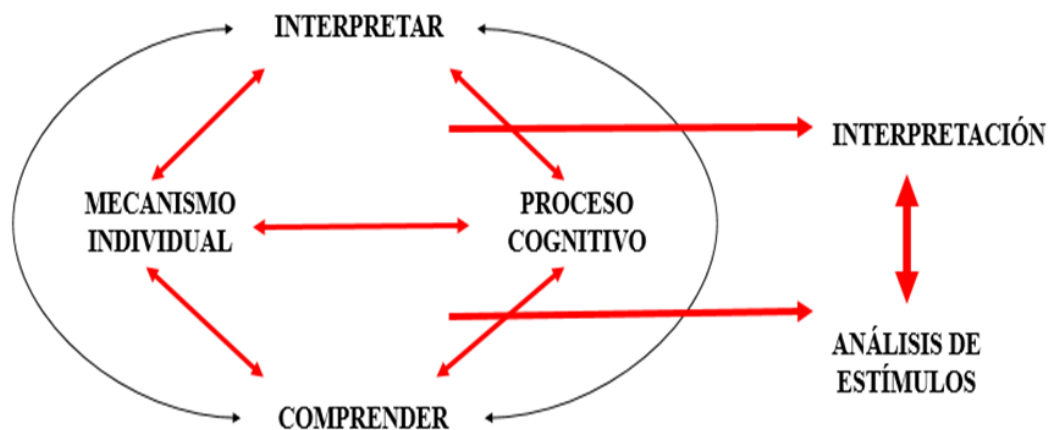 INTERPRETAR
INTERPRETACIÓN
MECANISMO
INDIVIDUAL
PROCESO
COGNITIVO
ANÁLISIS DE
ESTÍMULOS
COMPRENDER